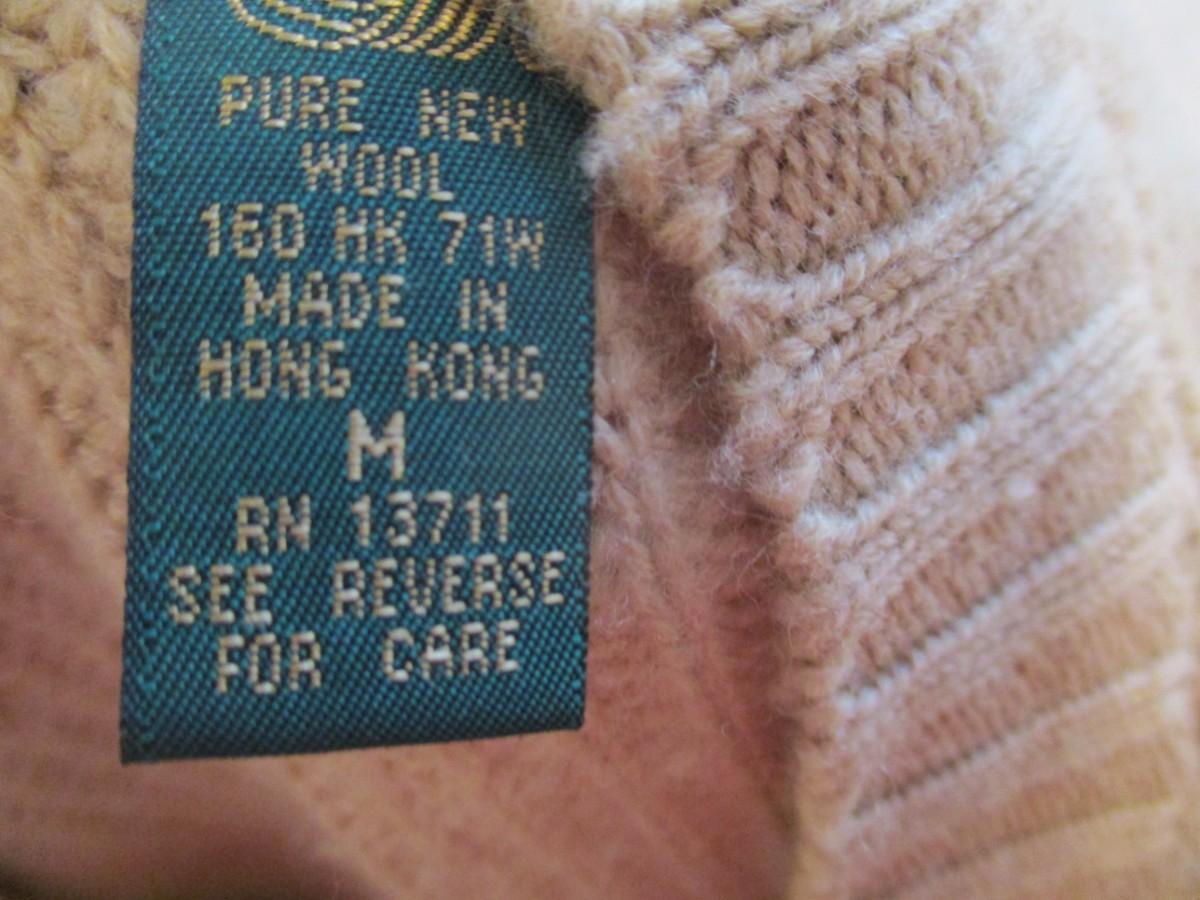 PURE NEW
WOOL
160 HK 71W
MADE IN
HONG KONG
M
RN 13711
SEE REVERSE
FOR CARE